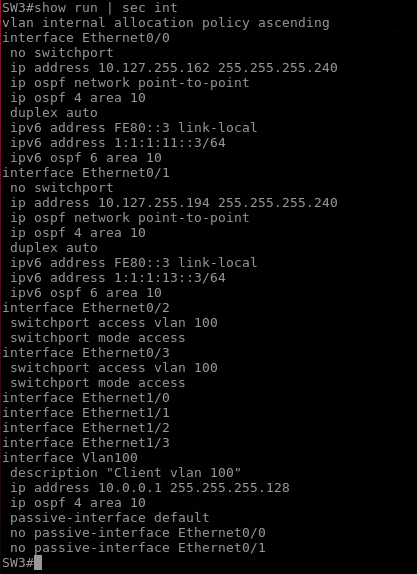 SW3#show run | sec int
vlan internal allocation policy ascending
interface Ethernet0/0
 no switchport
 ip address 10.127.255.162 255.255.255.240
 ip ospf network point-to-point
 ip ospf 4 area 10
 duplex auto
 ipv6 address FE80::3 link-local
 ipv6 address 1:1:1:11::3/64
 ipv6 ospf 6 area 10
interface Ethernet0/1
 no switchport
 ip address 10.127.255.194 255.255.255.240
 ip ospf network point-to-point
 ip ospf 4 area 10
 duplex auto
 ipv6 address FE80::3 link-local
 ipv6 address 1:1:1:13::3/64
 ipv6 ospf 6 area 10
interface Ethernet0/2
 switchport access vlan 100
 switchport mode access
interface Ethernet0/3
 switchport access vlan 100
 switchport mode access
interface Ethernet1/0
interface Ethernet1/1
interface Ethernet1/2
interface Ethernet1/3
interface Vlan100
 description "Client vlan 100"
 ip address 10.0.0.1 255.255.255.128
 ip ospf 4 area 10
 passive-interface default
 no passive-interface Ethernet0/0
 no passive-interface Ethernet0/1
SW3#